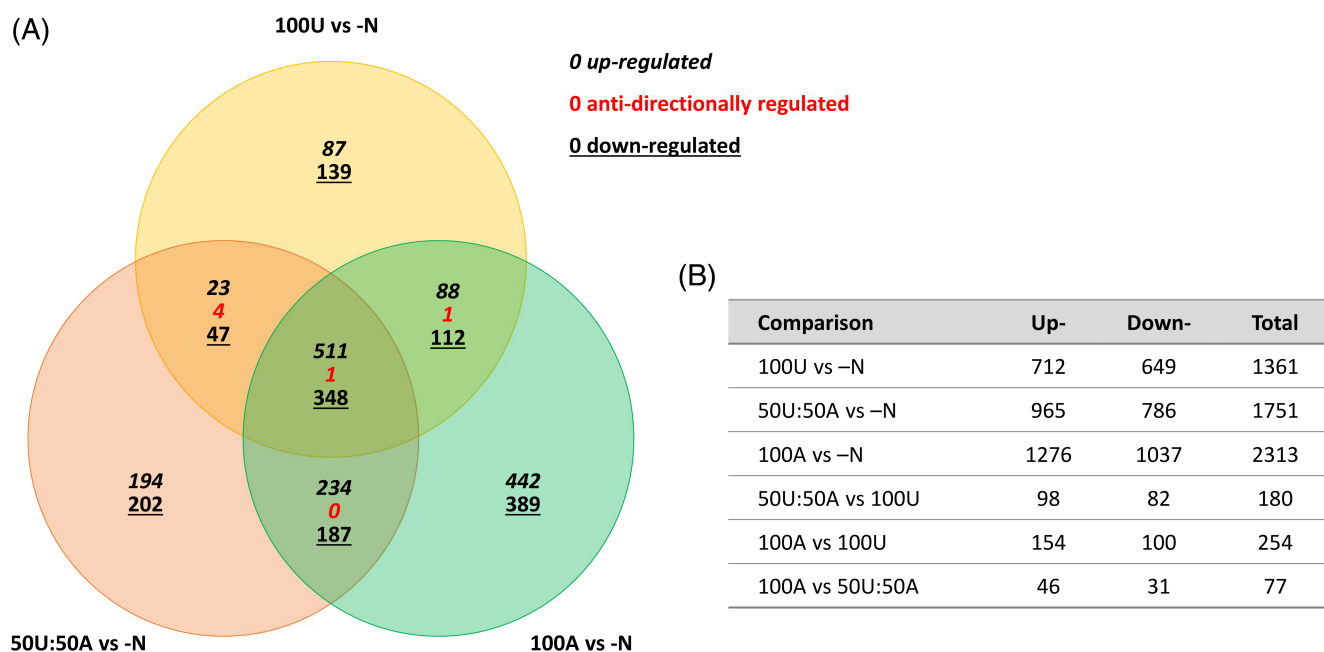 (A)
100U vs -N
0 up-regulated
0 anti-directionally regulated
0 down-regulated
87
139
23
4
47
88
1
112
511
1
348
194
202
234
0
187
442
389
50U:50A vs -N
100A vs -N
(B)
Comparison Up- Down- Total
100U vs –N 712 649 1361
50U:50A vs –N 965 786 1751
100A vs –N 1276 1037 2313
50U:50A vs 100U 98 82 180
100A vs 100U 154 100 254
100A vs 50U:50A 46 31 77